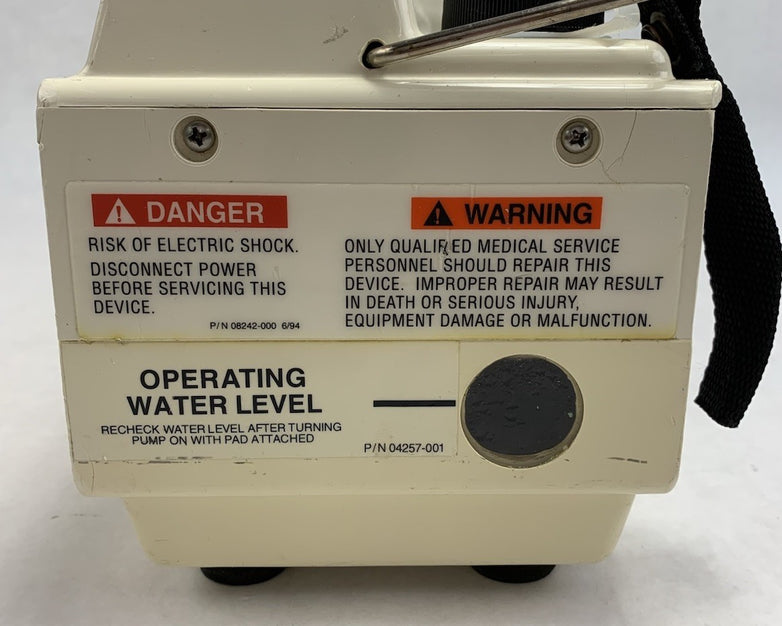 DANGER
RISK OF ELECTRIC SHOCK.
DISCONNECT POWER
BEFORE SERVICING THIS
DEVICE.
P/N 08242-000 6/94
WARNING
ONLY QUALIFIED MEDICAL SERVICE
PERSONNEL SHOULD REPAIR THIS
DEVICE. IMPROPER REPAIR MAY RESULT
IN DEATH OR SERIOUS INJURY,
EQUIPMENT DAMAGE OR MALFUNCTION.
OPERATING
WATER LEVEL
RECHECK WATER LEVEL AFTER TURNING
PUMP ON WITH PAD ATTACHED
P/N 04257-001